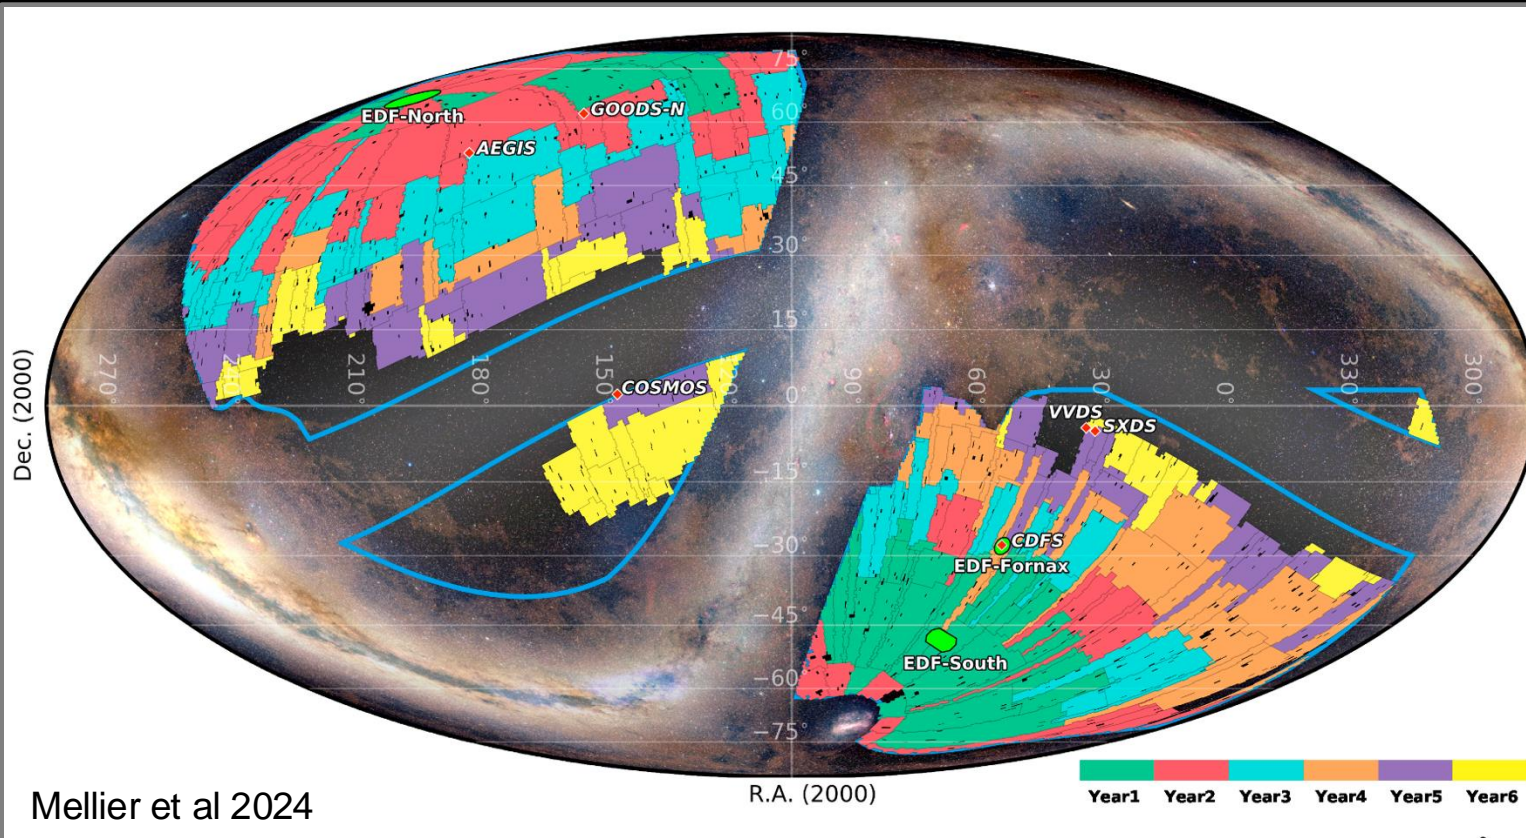 75°
60°
45°
30°
15°
0°
−15°
−30°
−45°
−60°
−75°
270°
240°
210°
180°
150°
120°
90°
60°
30°
0°
330°
300°
EDF-North
GOODS-N
AEGIS
COSMOS
VVDS
SXDS
CDFS
EDF-Fornax
EDF-South
Dec. (2000)
R.A. (2000)
Year1 Year2 Year3 Year4 Year5 Year6
Mellier et al 2024